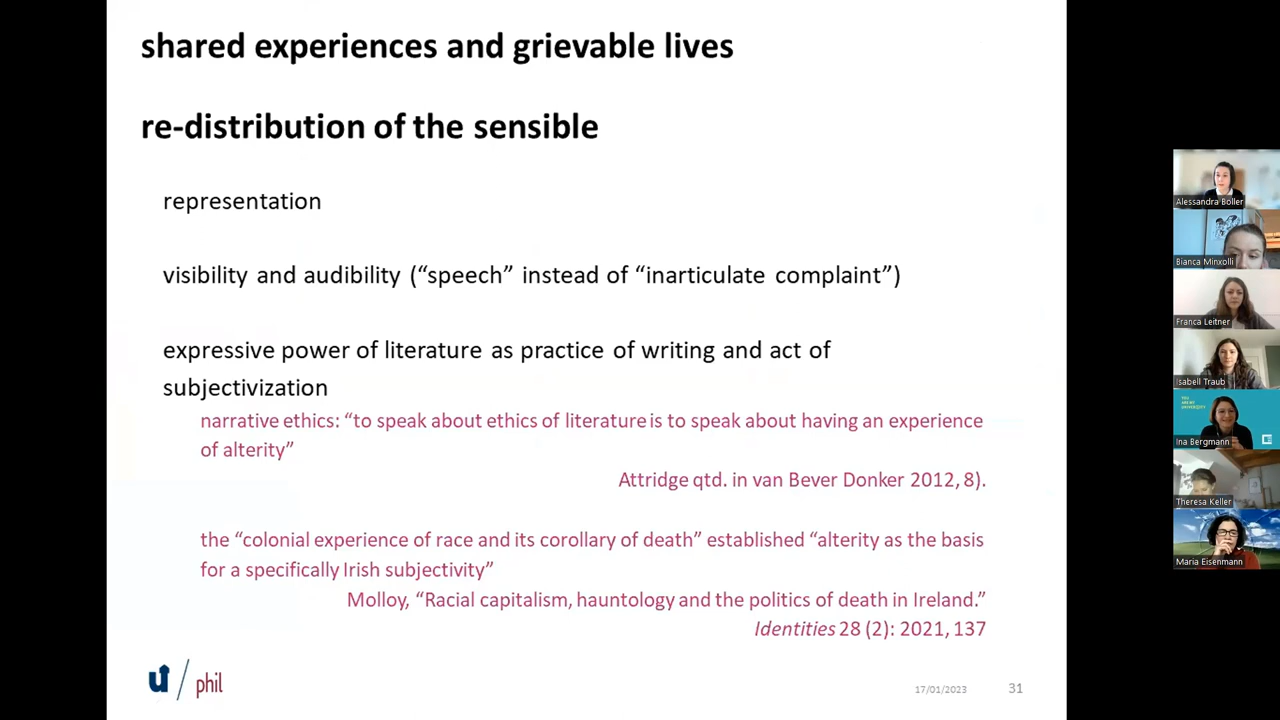 shared experiences and grievable lives
re-distribution of the sensible
representation
visibility and audibility (“speech” instead of “inarticulate complaint”)
expressive power of literature as practice of writing and act of
subjectivization
narrative ethics: “to speak about ethics of literature is to speak about having an experience
of alterity”
Attridge qtd. in van Bever Donker 2012, 8).
the “colonial experience of race and its corollary of death” established “alterity as the basis
for a specifically Irish subjectivity”
Molloy, “Racial capitalism, hauntology and the politics of death in Ireland.”
Identities 28 (2): 2021, 137
u / phil
17/01/2023
31
Alessandra Boller
Bianca Minxolli
Franca Leitner
Isabell Traub
Ina Bergmann
Theresa Keller
Maria Eisenmann